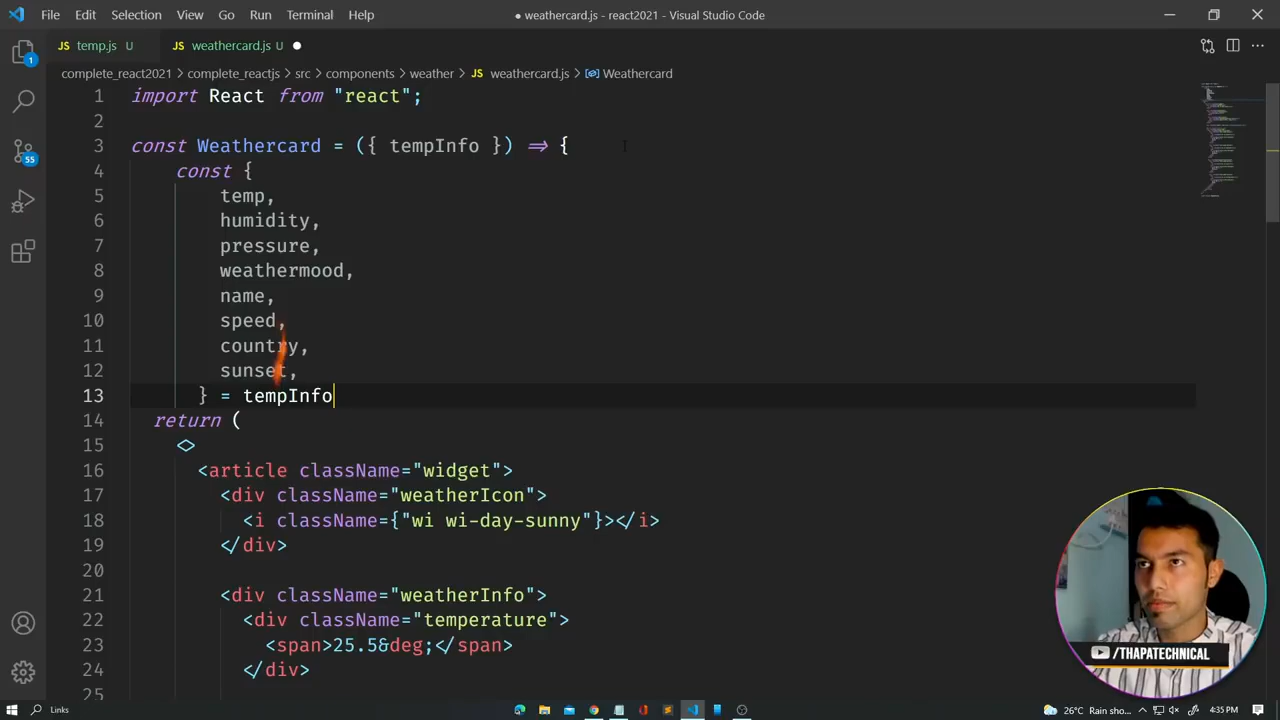 File Edit Selection View Go Run Terminal Help
● weathercard.js - react2021 - Visual Studio Code
JS temp.js U
JS weathercard.js U ●
complete_react2021 > complete_reactjs > src > components > weather > JS weathercard.js > Weathercard
1 import React from "react";
2
3 const Weathercard = ({ tempInfo }) => {
4 const {
5 temp,
6 humidity,
7 pressure,
8 weathermood,
9 name,
10 speed,
11 country,
12 sunset,
13 } = tempInfo
14 return (
15 <>
16 <article className="widget">
17 <div className="weatherIcon">
18 <i className={"wi wi-day-sunny"}></i>
19 </div>
20
21 <div className="weatherInfo">
22 <div className="temperature">
23 <span>25.5&deg;</span>
24 </div>
25
1
55
/THAPATECHNICAL
Links
26°C Rain sho... 4:35 PM